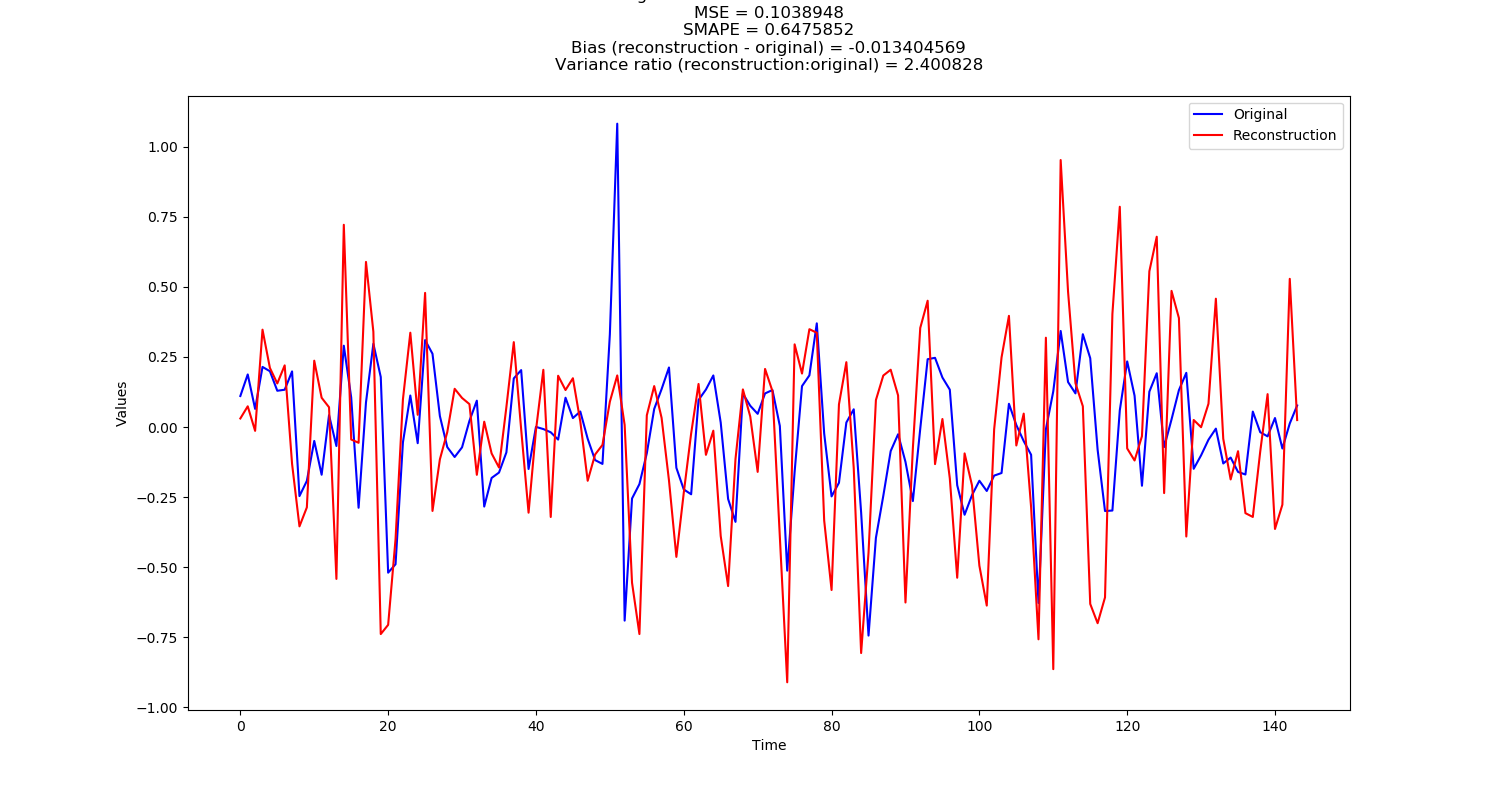 MSE = 0.1038948
SMAPE = 0.6475852
Bias (reconstruction - original) = -0.013404569
Variance ratio (reconstruction:original) = 2.400828
Original
Reconstruction
1.00
0.75
0.50
0.25
0.00
−0.25
−0.50
−0.75
−1.00
Values
0 20 40 60 80 100 120 140
Time